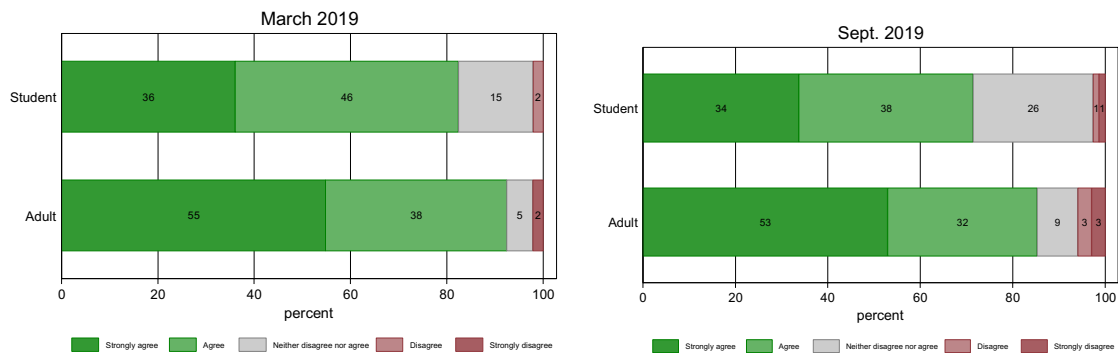 March 2019
Student
36 46 15 2
Adult
55 38 5 2
0 20 40 60 80 100
percent
Strongly agree Agree Neither disagree nor agree Disagree Strongly disagree
Sept. 2019
Student
34 38 26 1 1
Adult
53 32 9 3 3
0 20 40 60 80 100
percent
Strongly agree Agree Neither disagree nor agree Disagree Strongly disagree